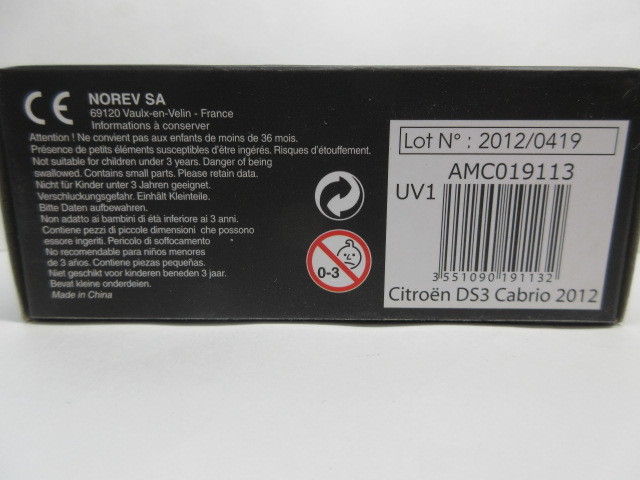 CE
NOREV SA
69120 Vaulx-en-Velin - France
Informations à conserver
Attention ! Ne convient pas aux enfants de moins de 36 mois.
Présence de petits éléments susceptibles d'être ingérés. Risques d'étouffement.
Not suitable for children under 3 years. Danger of being
swallowed. Contains small parts. Please retain data.
Nicht für Kinder unter 3 Jahren geeignet.
Verschluckungsgefahr. Einhält Kleinteile.
Bitte Daten aufbewahren.
Non adatto ai bambini di étà inferiore ai 3 anni.
Contiene pezzi di piccole dimensioni che possono
essore ingeriti. Pericolo di soffocamento
No recomendable para niños menores
de 3 años. Contiene piezas pequeñas.
Niet geschikt voor kinderen beneden 3 jaar.
Bevat kleine onderdelen.
Made in China
0-3
Lot N° : 2012/0419
AMC019113
UV1
3 551090 191132
Citroën DS3 Cabrio 2012